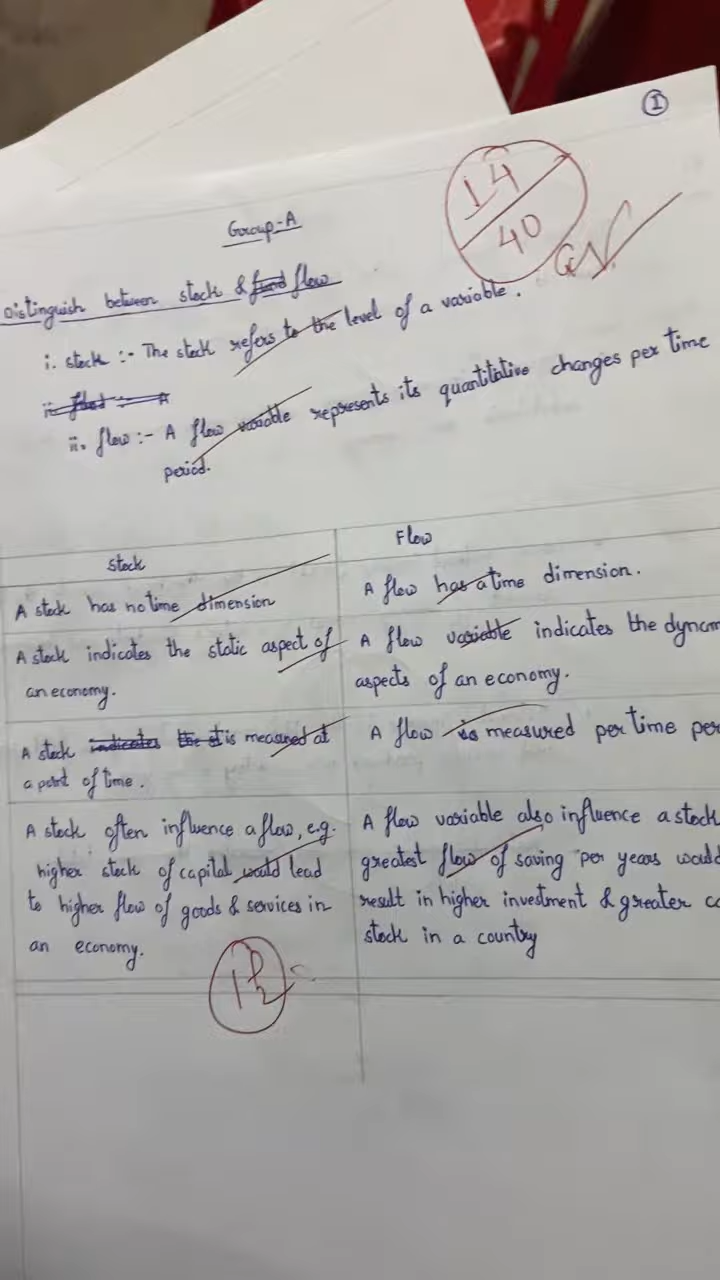 1
14
40
Group-A
Distinguish between stock & flow
i. stock :- The stock refers to the level of a variable.
ii. flow :- A flow variable represents its quantitative changes per time
period.
stock
Flow
A stock has no time dimension
A flow has a time dimension.
A stock indicates the static aspect of
an economy.
A flow variable indicates the dynam
aspects of an economy.
A stock is measured at
a point of time.
A flow is measured per time per
A stock often influence a flow, e.g.
higher stock of capital would lead
to higher flow of goods & services in
an economy.
A flow variable also influence a stock
greatest flow of saving per years would
result in higher investment & greater c
stock in a country